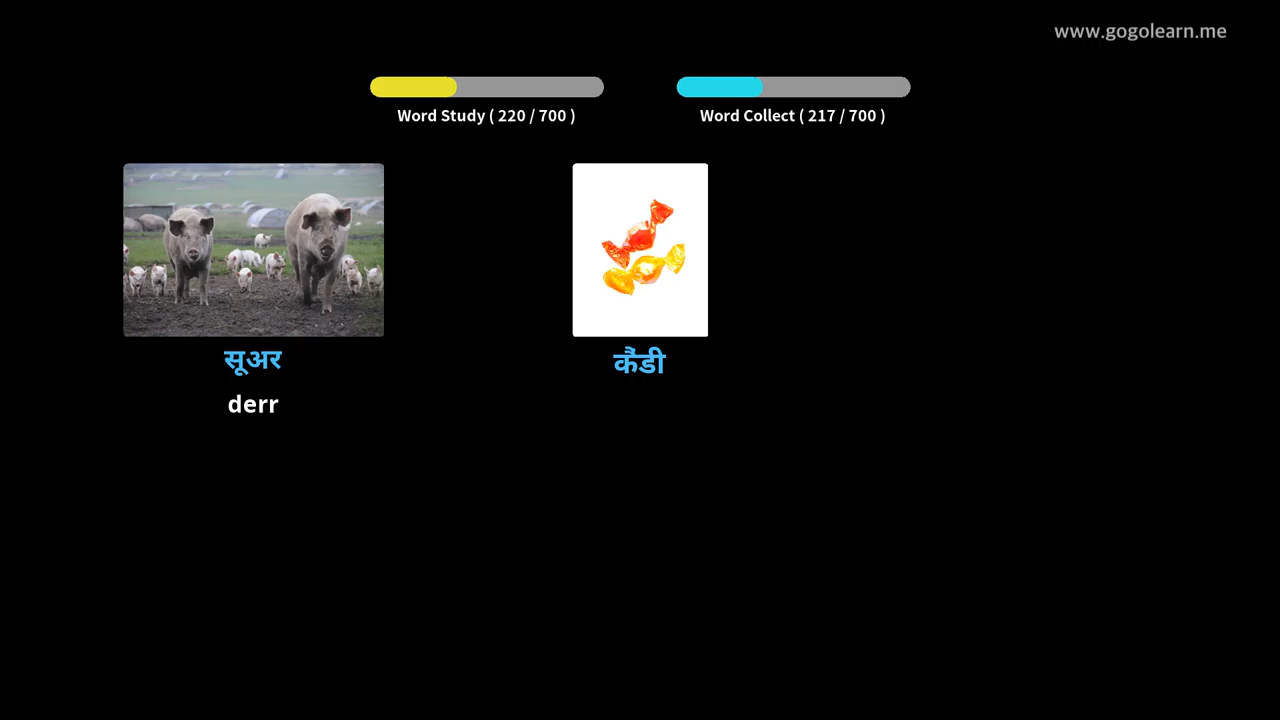 www.gogolearn.me
Word Study ( 220 / 700 )
Word Collect ( 217 / 700 )
सूअर
कैंडी
derr